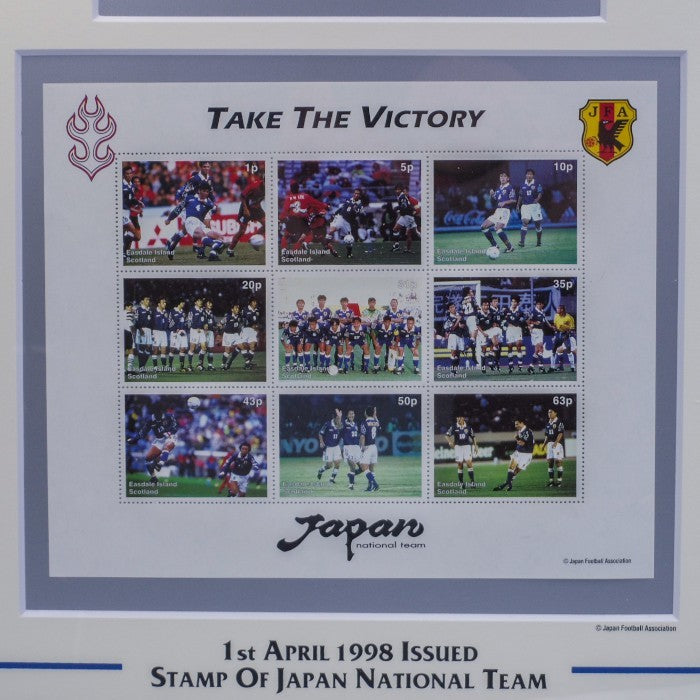 TAKE THE VICTORY
JFA
1p
5p
10p
Easdale Island
Scotland
Easdale Island
Scotland
Easdale Island
Scotland
20p
35p
Easdale Island
Scotland
Easdale Island
Scotland
Easdale Island
Scotland
43p
50p
63p
Easdale Island
Scotland
Easdale Island
Scotland
Easdale Island
Scotland
Japan
national team
© Japan Football Association
© Japan Football Association
1ST APRIL 1998 ISSUED
STAMP OF JAPAN NATIONAL TEAM